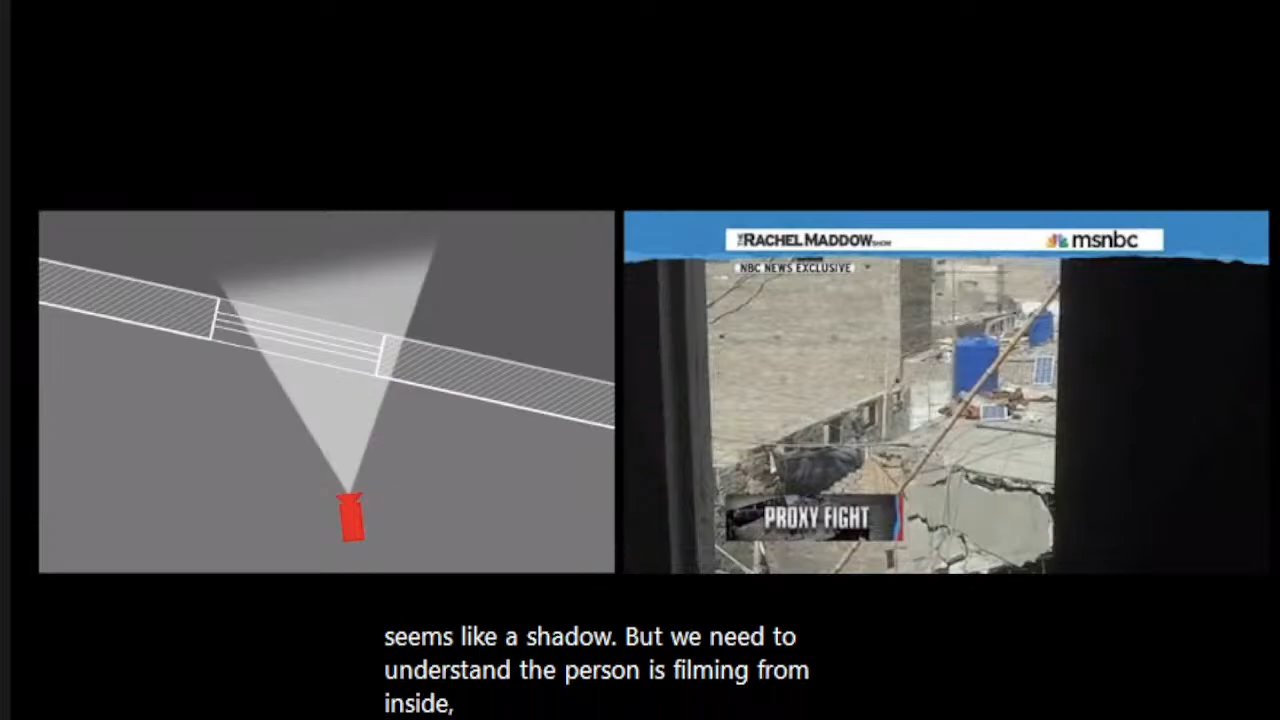 THE RACHEL MADDOW SHOW
msnbc
NBC NEWS EXCLUSIVE
PROXY FIGHT
seems like a shadow. But we need to
understand the person is filming from
inside,